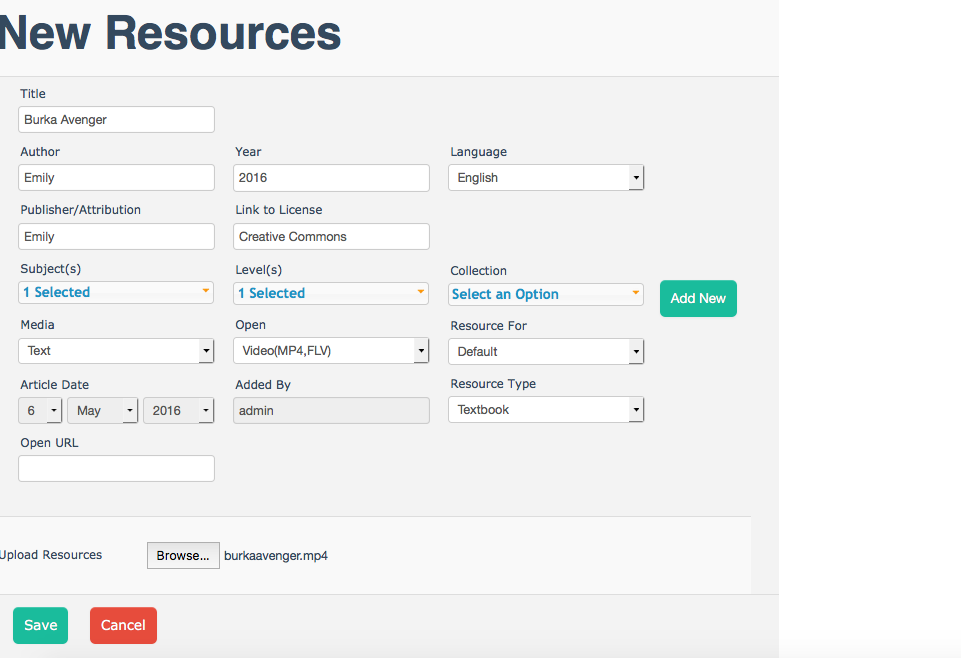 New Resources
Title
Burka Avenger
Author Year Language
Emily 2016 English
Publisher/Attribution Link to License
Emily Creative Commons
Subject(s) Level(s) Collection
1 Selected 1 Selected Select an Option Add New
Media Open Resource For
Text Video(MP4,FLV) Default
Article Date Added By Resource Type
6 May 2016 admin Textbook
Open URL
Upload Resources Browse... burkaavenger.mp4
Save Cancel